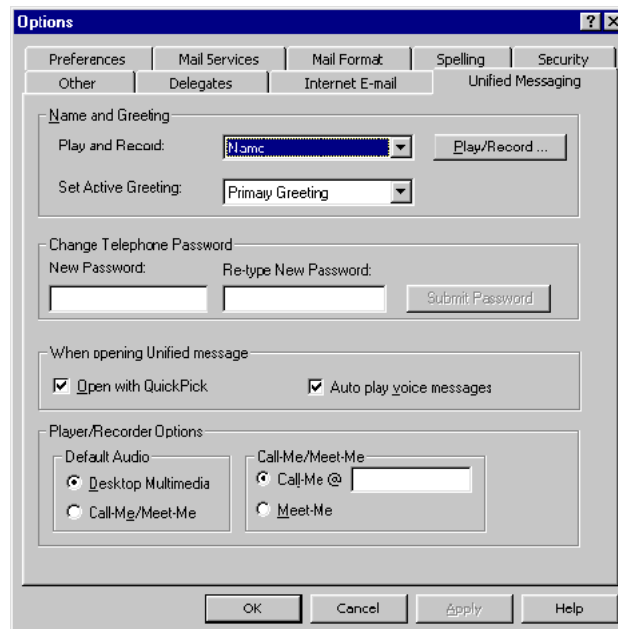 Options
Preferences Mail Services Mail Format Spelling Security
Other Delegates Internet E-mail Unified Messaging
Name and Greeting
Play and Record: Name Play/Record ...
Set Active Greeting: Primary Greeting
Change Telephone Password
New Password: Re-type New Password:
Submit Password
When opening Unified message
Open with QuickPick Auto play voice messages
Player/Recorder Options
Default Audio Call-Me/Meet-Me
Desktop Multimedia Call-Me @
Call-Me/Meet-Me Meet-Me
OK Cancel Apply Help